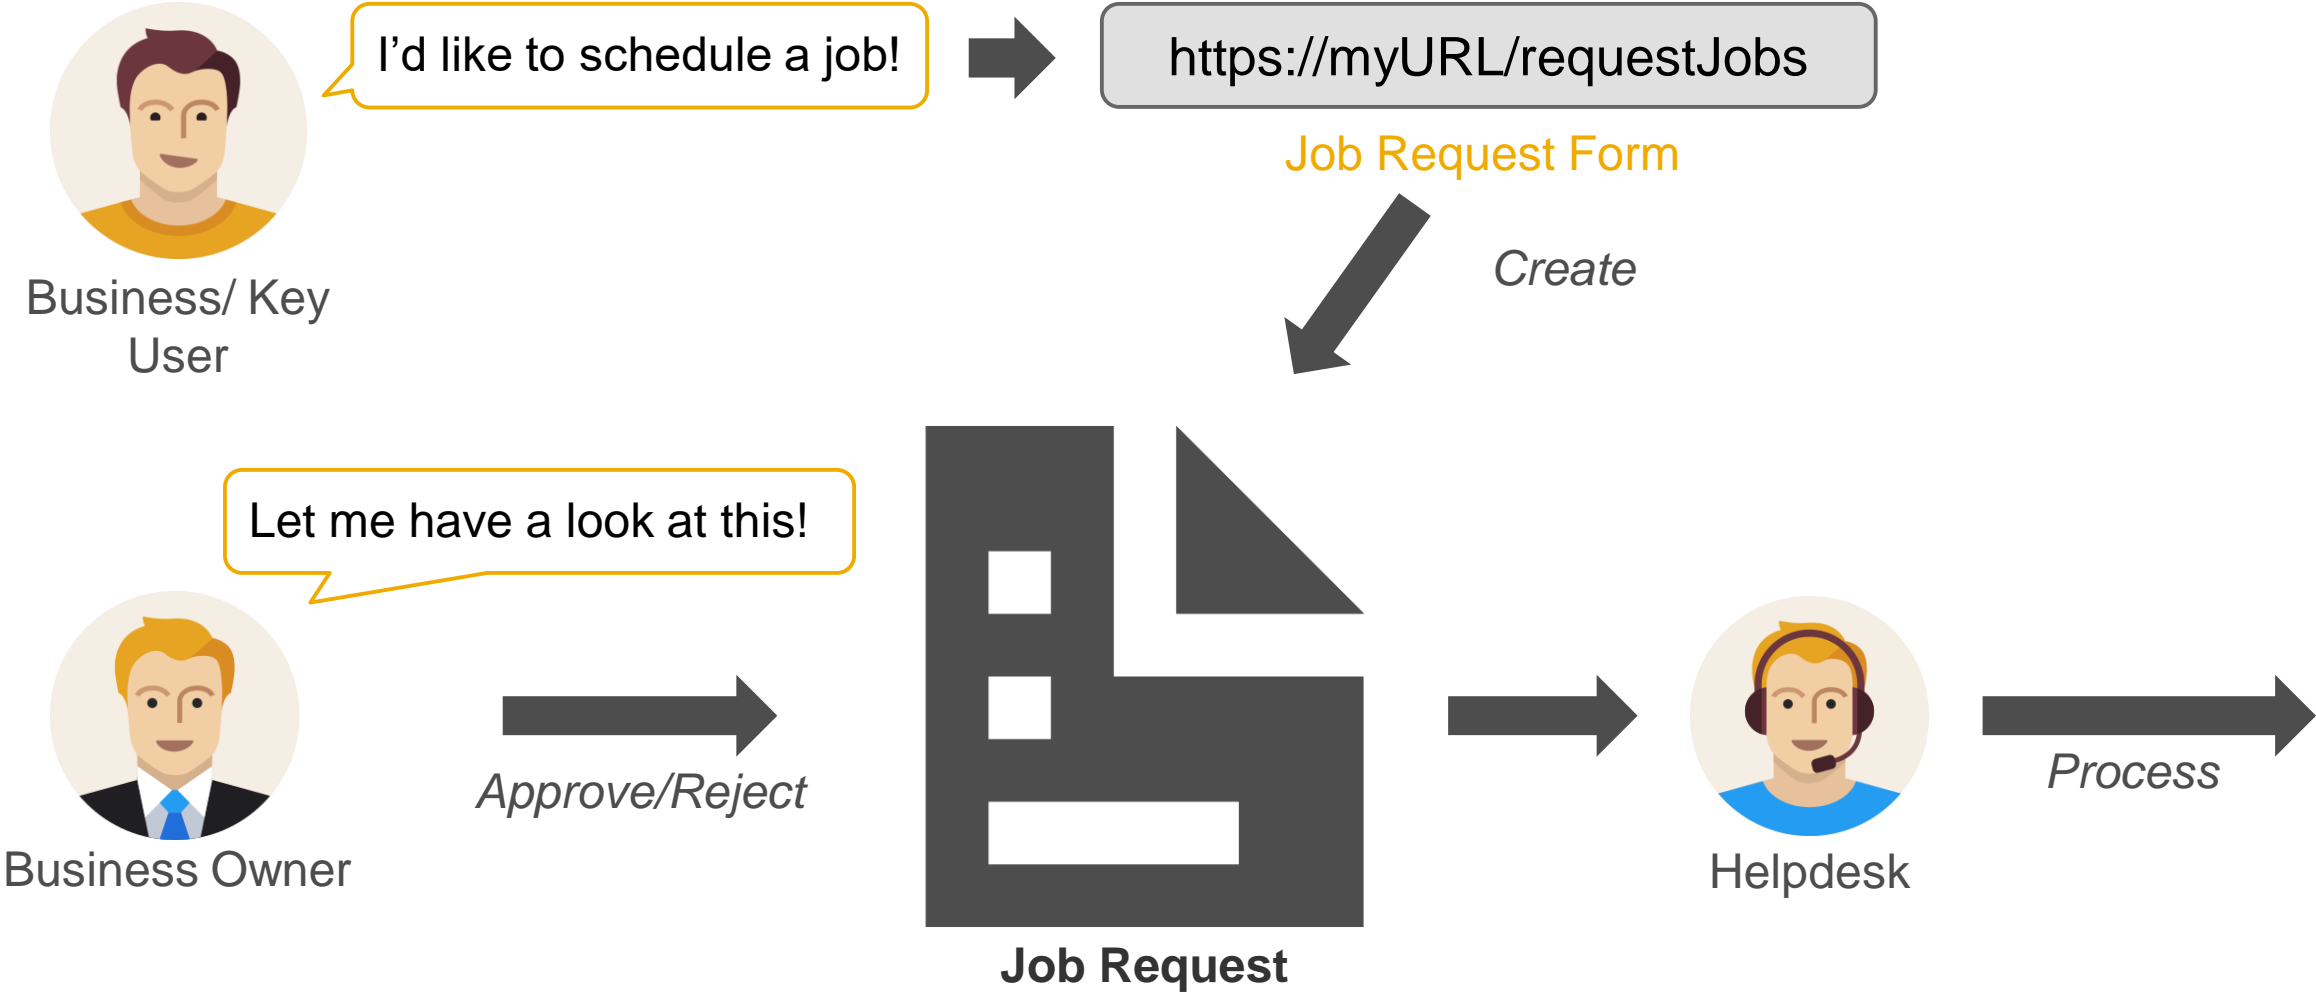 I’d like to schedule a job!
https://myURL/requestJobs
Job Request Form
Create
Business/ Key
User
Let me have a look at this!
Approve/Reject
Business Owner
Process
Helpdesk
Job Request